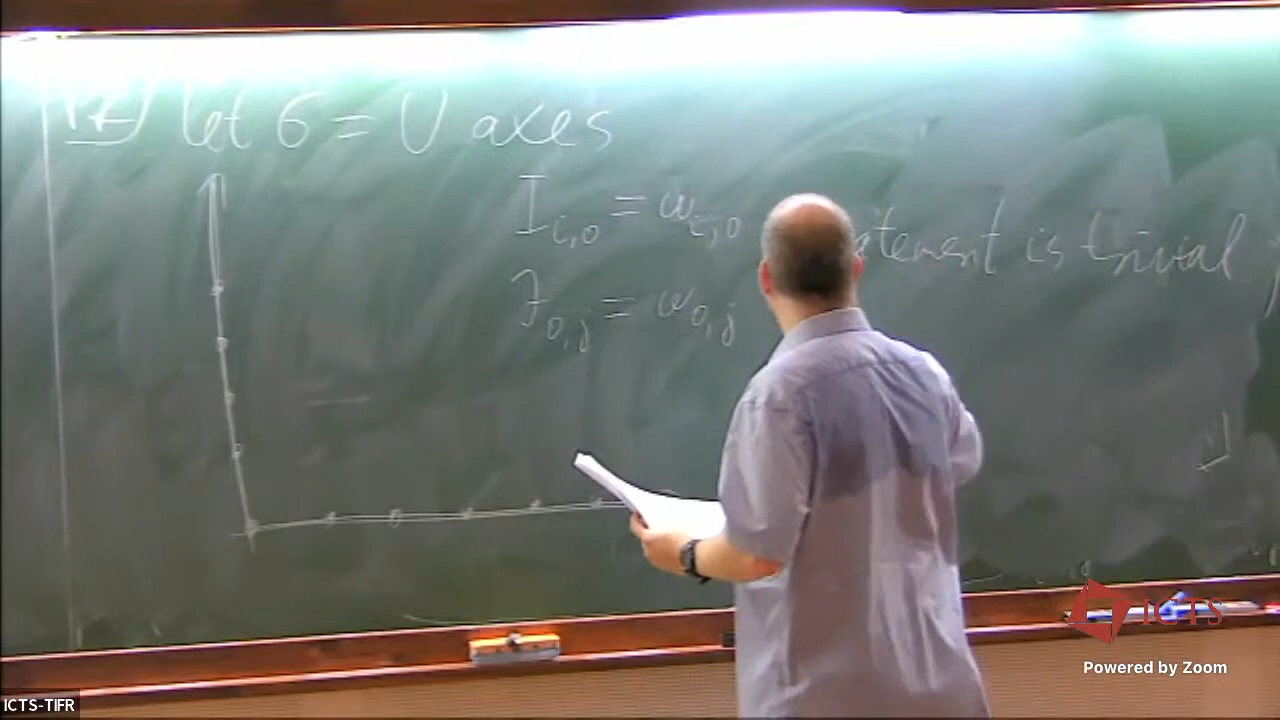 let 6 = U axes
I_{i,0} = ω_{i,0}
statement is trivial
J_{0,j} = ω_{0,j}
ICTS
Powered by Zoom
ICTS-TIFR